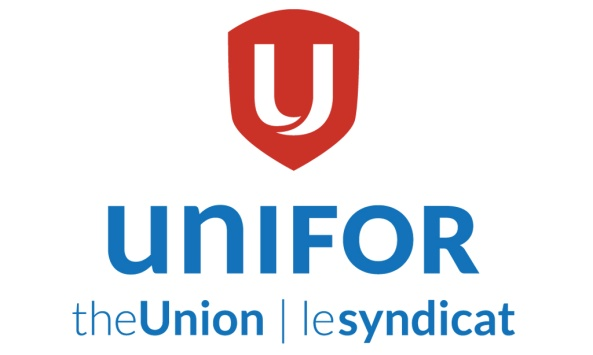 U
UNIFOR
theUnion | lesyndicat